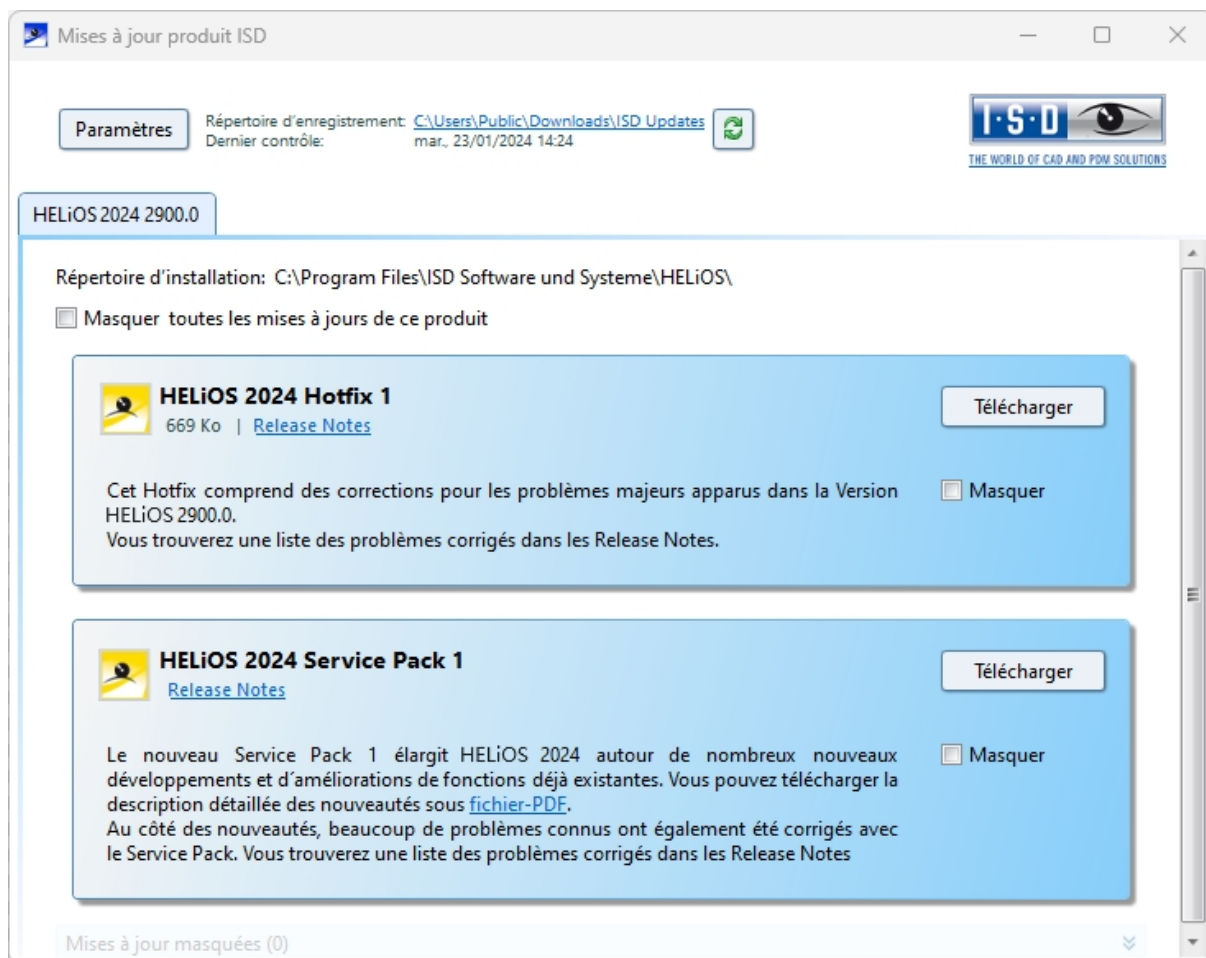 Mises à jour produit ISD
Paramètres
Répertoire d'enregistrement: C:\Users\Public\Downloads\ISD Updates
Dernier contrôle: mar., 23/01/2024 14:24
I·S·D
THE WORLD OF CAD AND PDM SOLUTIONS
HELiOS 2024 2900.0
Répertoire d'installation: C:\Program Files\ISD Software und Systeme\HELiOS\
Masquer toutes les mises à jours de ce produit
HELiOS 2024 Hotfix 1
669 Ko | Release Notes
Télécharger
Cet Hotfix comprend des corrections pour les problèmes majeurs apparus dans la Version
HELiOS 2900.0.
Vous trouverez une liste des problèmes corrigés dans les Release Notes.
Masquer
HELiOS 2024 Service Pack 1
Release Notes
Télécharger
Le nouveau Service Pack 1 élargit HELiOS 2024 autour de nombreux nouveaux
développements et d´améliorations de fonctions déjà existantes. Vous pouvez télécharger la
description détaillée des nouveautés sous fichier-PDF.
Au côté des nouveautés, beaucoup de problèmes connus ont également été corrigés avec
le Service Pack. Vous trouverez une liste des problèmes corrigés dans les Release Notes
Masquer
Mises à jour masquées (0)